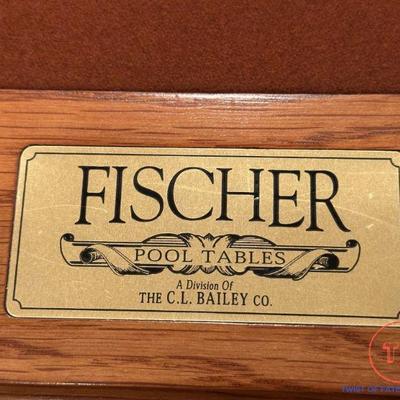 FISCHER
POOL TABLES
A Division Of
THE C.L. BAILEY CO.